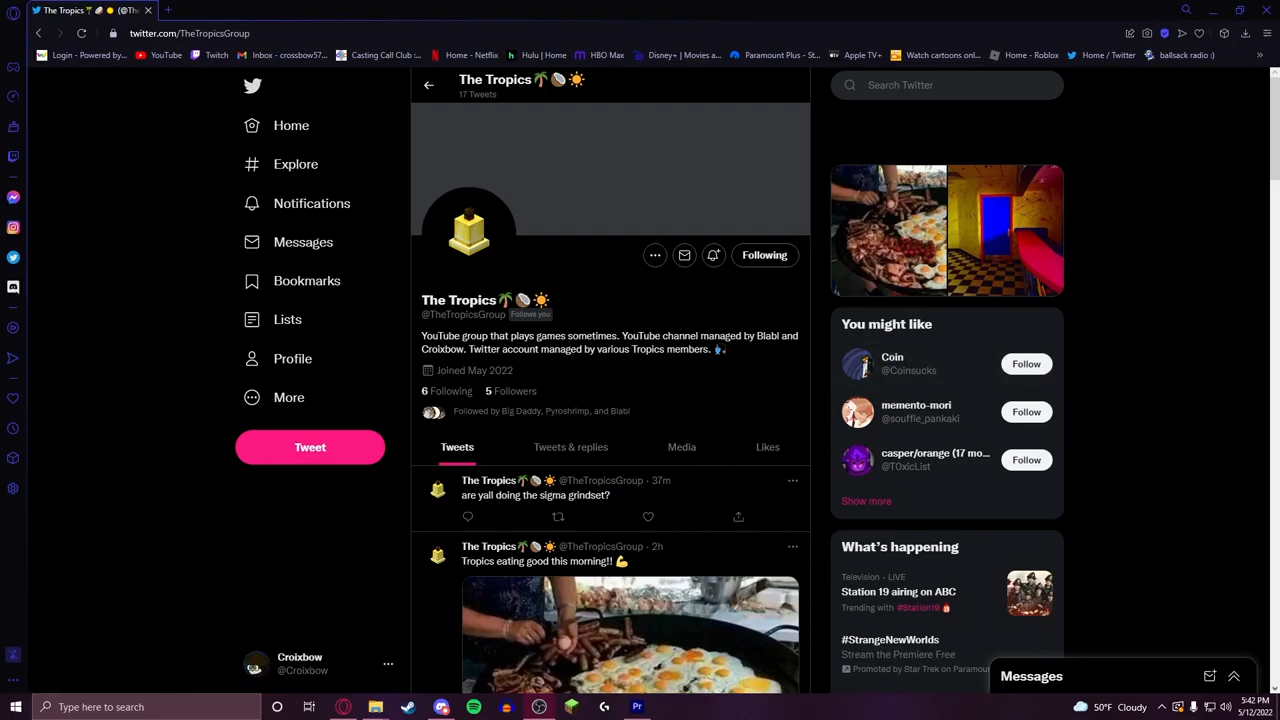 The Tropics🌴🥥☀️ (@The
twitter.com/TheTropicsGroup
Login - Powered by...
YouTube
Twitch
Inbox - crossbow57...
Casting Call Club :...
Home - Netflix
Hulu | Home
HBO Max
Disney+ | Movies a...
Paramount Plus - St...
Apple TV+
Watch cartoons onl...
Home - Roblox
Home / Twitter
ballsack radio :)
»
The Tropics🌴🥥☀️
17 Tweets
Search Twitter
Home
Explore
Notifications
Messages
Bookmarks
Lists
Profile
More
Tweet
Following
The Tropics🌴🥥☀️
@TheTropicsGroup Follows you
YouTube group that plays games sometimes. YouTube channel managed by Blabl and
Croixbow. Twitter account managed by various Tropics members.
Joined May 2022
6 Following 5 Followers
Followed by Big Daddy, Pyroshrimp, and Blabl
Tweets
Tweets & replies
Media
Likes
The Tropics🌴🥥☀️ @TheTropicsGroup · 37m
are yall doing the sigma grindset?
The Tropics🌴🥥☀️ @TheTropicsGroup · 2h
Tropics eating good this morning!! 💪
You might like
Coin
@Coinsucks
Follow
memento-mori
@souffle_pankaki
Follow
casper/orange (17 mo...
@T0xicList
Follow
Show more
What's happening
Television · LIVE
Station 19 airing on ABC
Trending with #Station19
#StrangeNewWorlds
Stream the Premiere Free
Promoted by Star Trek on Paramoun
Messages
Croixbow
@Croixbow
Type here to search
Pr
50°F Cloudy
5:42 PM
5/12/2022